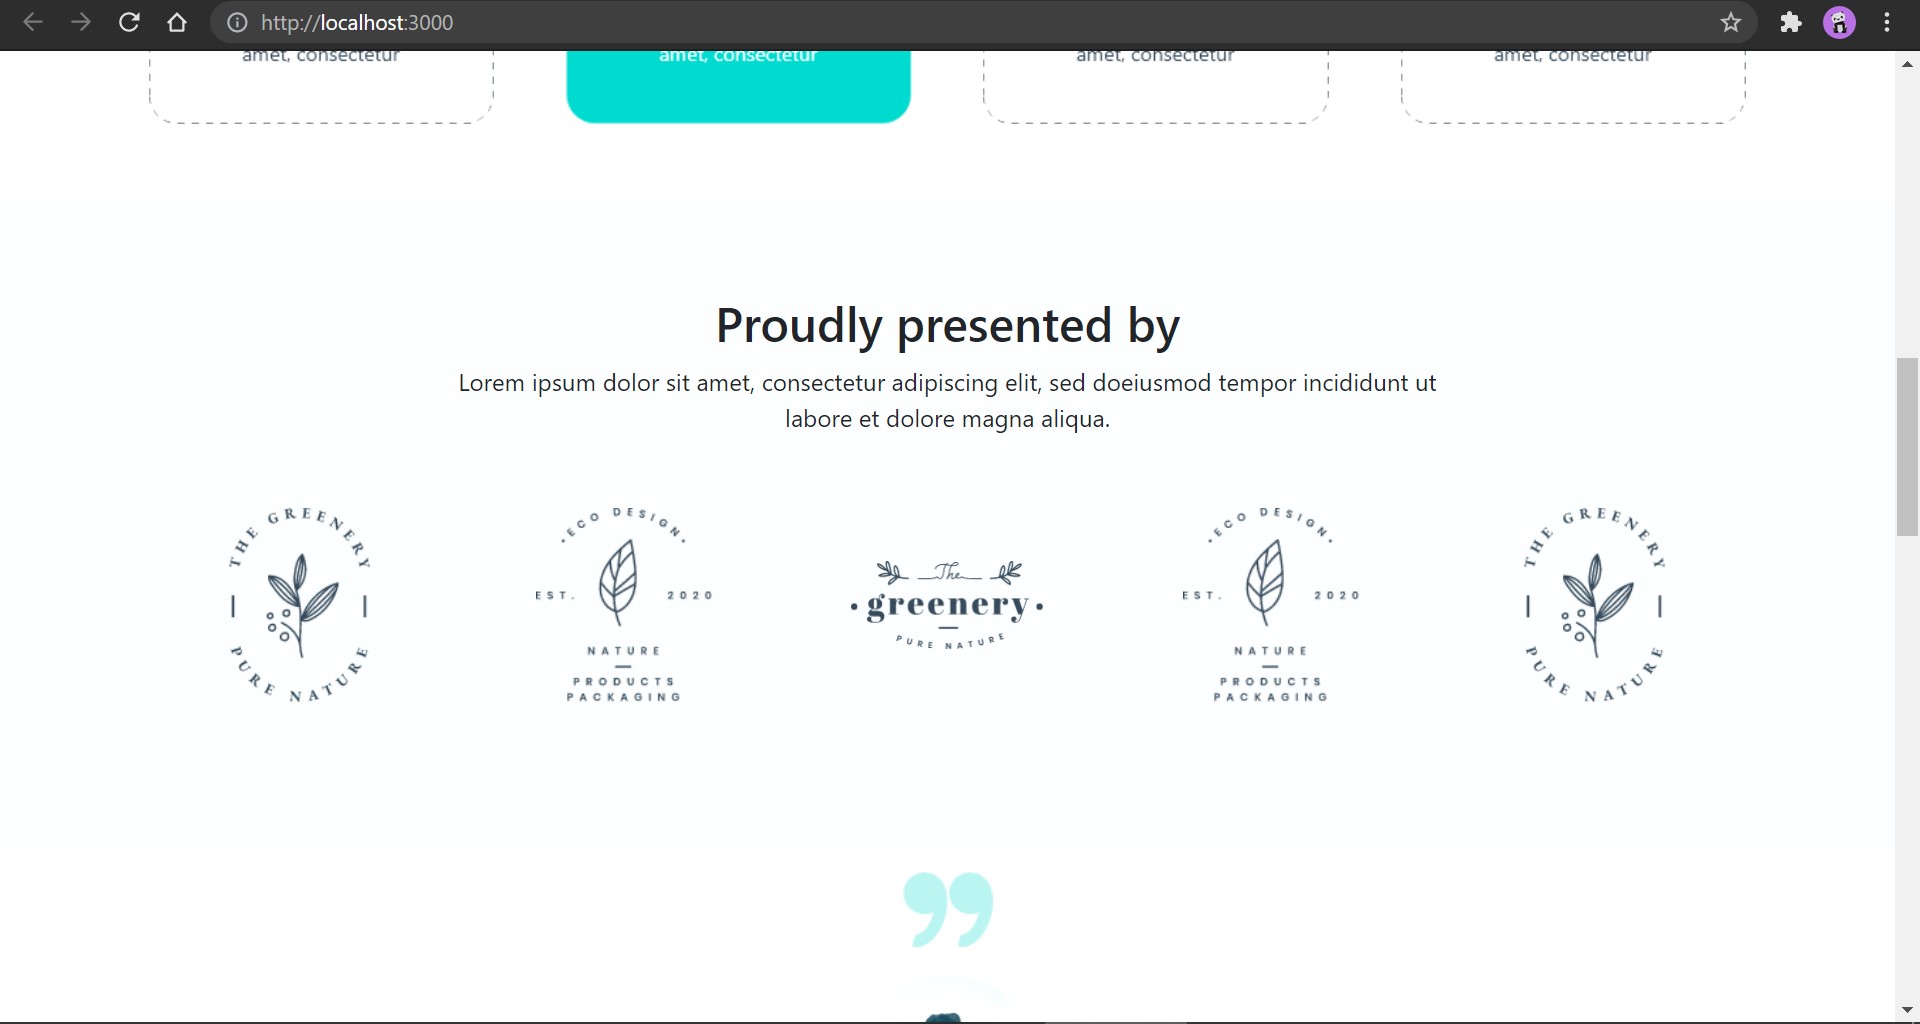 http://localhost:3000
amet, consectetur
amet, consectetur
amet, consectetur
amet, consectetur
Proudly presented by
Lorem ipsum dolor sit amet, consectetur adipiscing elit, sed doeiusmod tempor incididunt ut
labore et dolore magna aliqua.
THE GREENERY
PURE NATURE
•ECO DESIGN•
EST. 2020
NATURE
PRODUCTS
PACKAGING
The
•greenery•
PURE NATURE
•ECO DESIGN•
EST. 2020
NATURE
PRODUCTS
PACKAGING
THE GREENERY
PURE NATURE
”